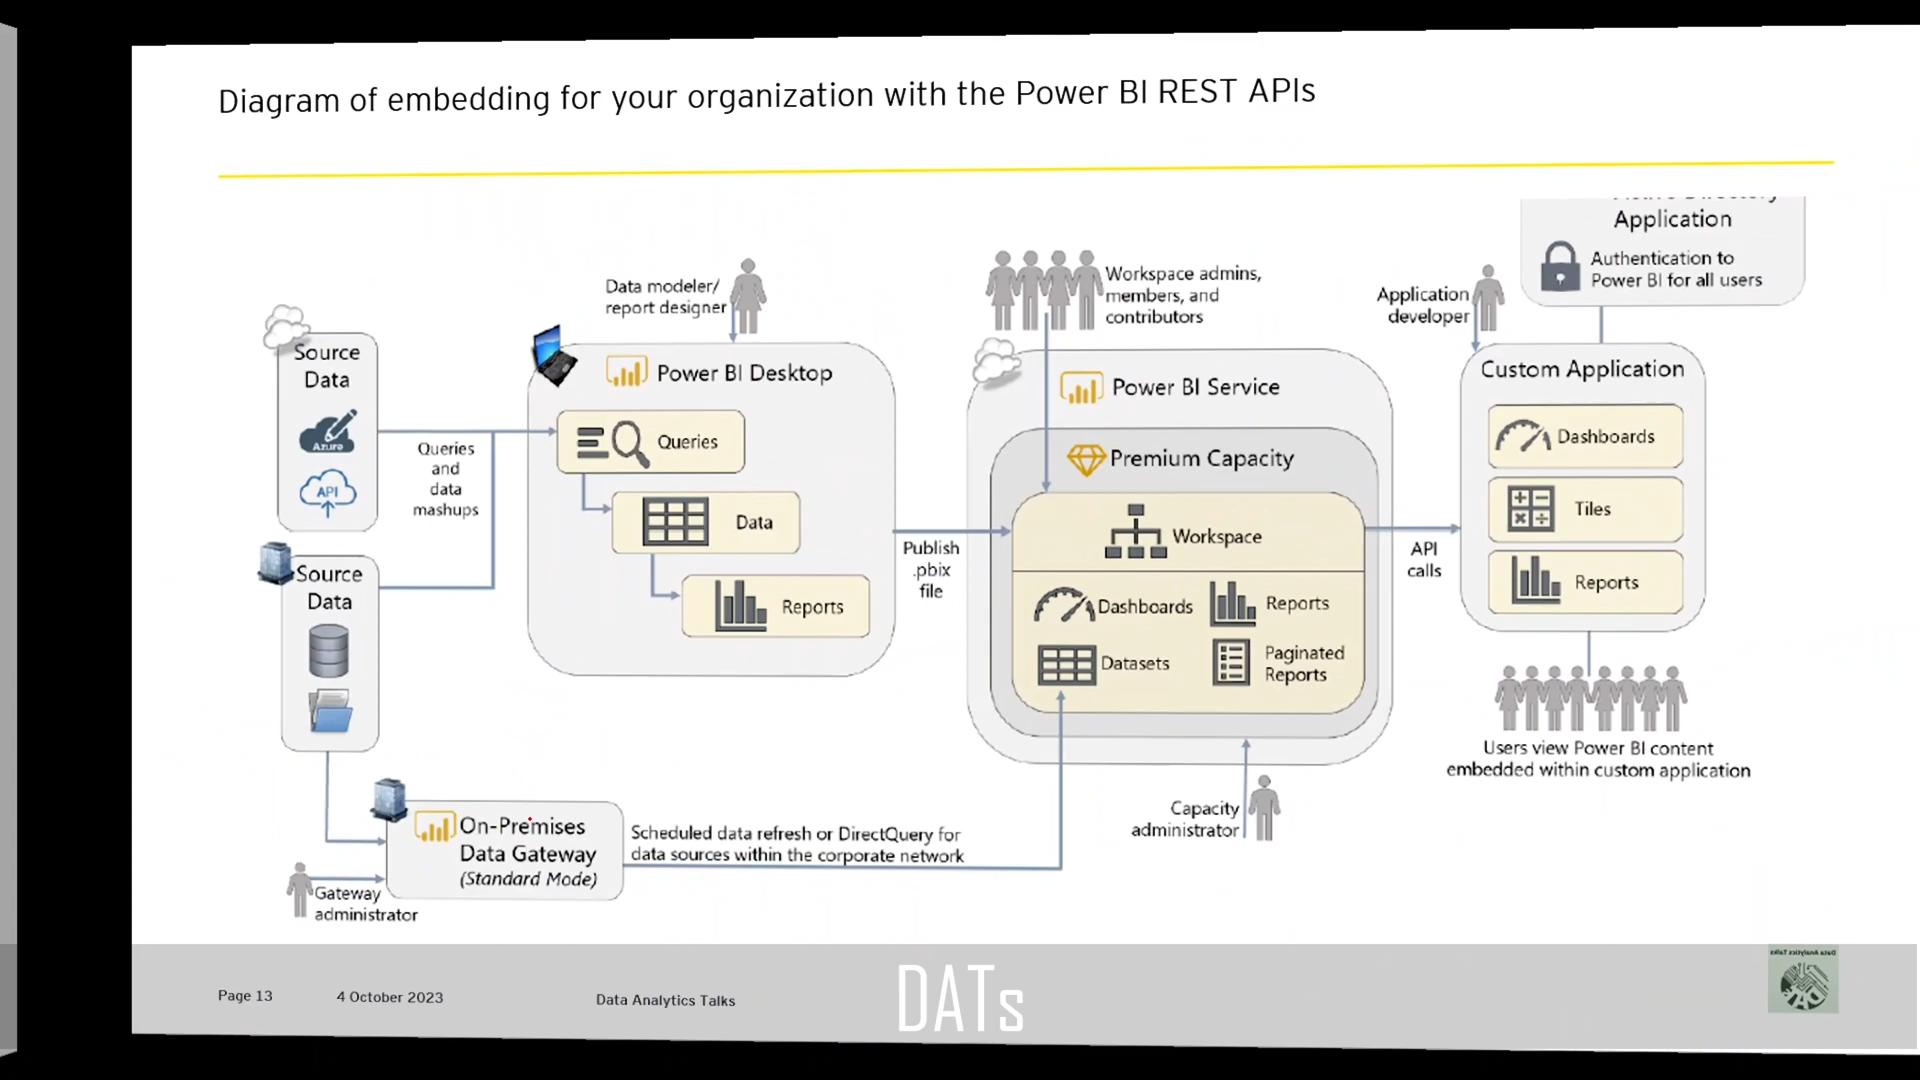 Diagram of embedding for your organization with the Power BI REST APIs
Application
Authentication to
Power BI for all users
Data modeler/
report designer
Workspace admins,
members, and
contributors
Application
developer
Source
Data
Azure
API
Queries
and
data
mashups
Source
Data
Power BI Desktop
Queries
Data
Reports
Publish
.pbix
file
Power BI Service
Premium Capacity
Workspace
Dashboards
Reports
Datasets
Paginated
Reports
API
calls
Custom Application
Dashboards
Tiles
Reports
Users view Power BI content
embedded within custom application
Capacity
administrator
On-Premises
Data Gateway
(Standard Mode)
Scheduled data refresh or DirectQuery for
data sources within the corporate network
Gateway
administrator
Page 13
4 October 2023
Data Analytics Talks
DATs
Data Analytics Talks